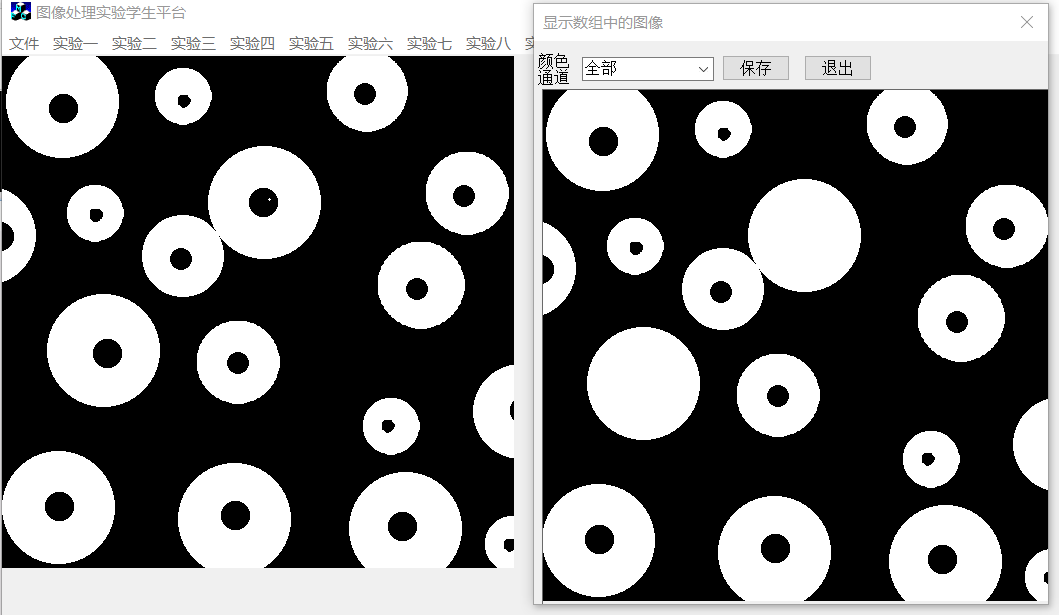 图像处理实验学生平台
文件 实验一 实验二 实验三 实验四 实验五 实验六 实验七 实验八
显示数组中的图像
颜色
通道
全部
保存
退出